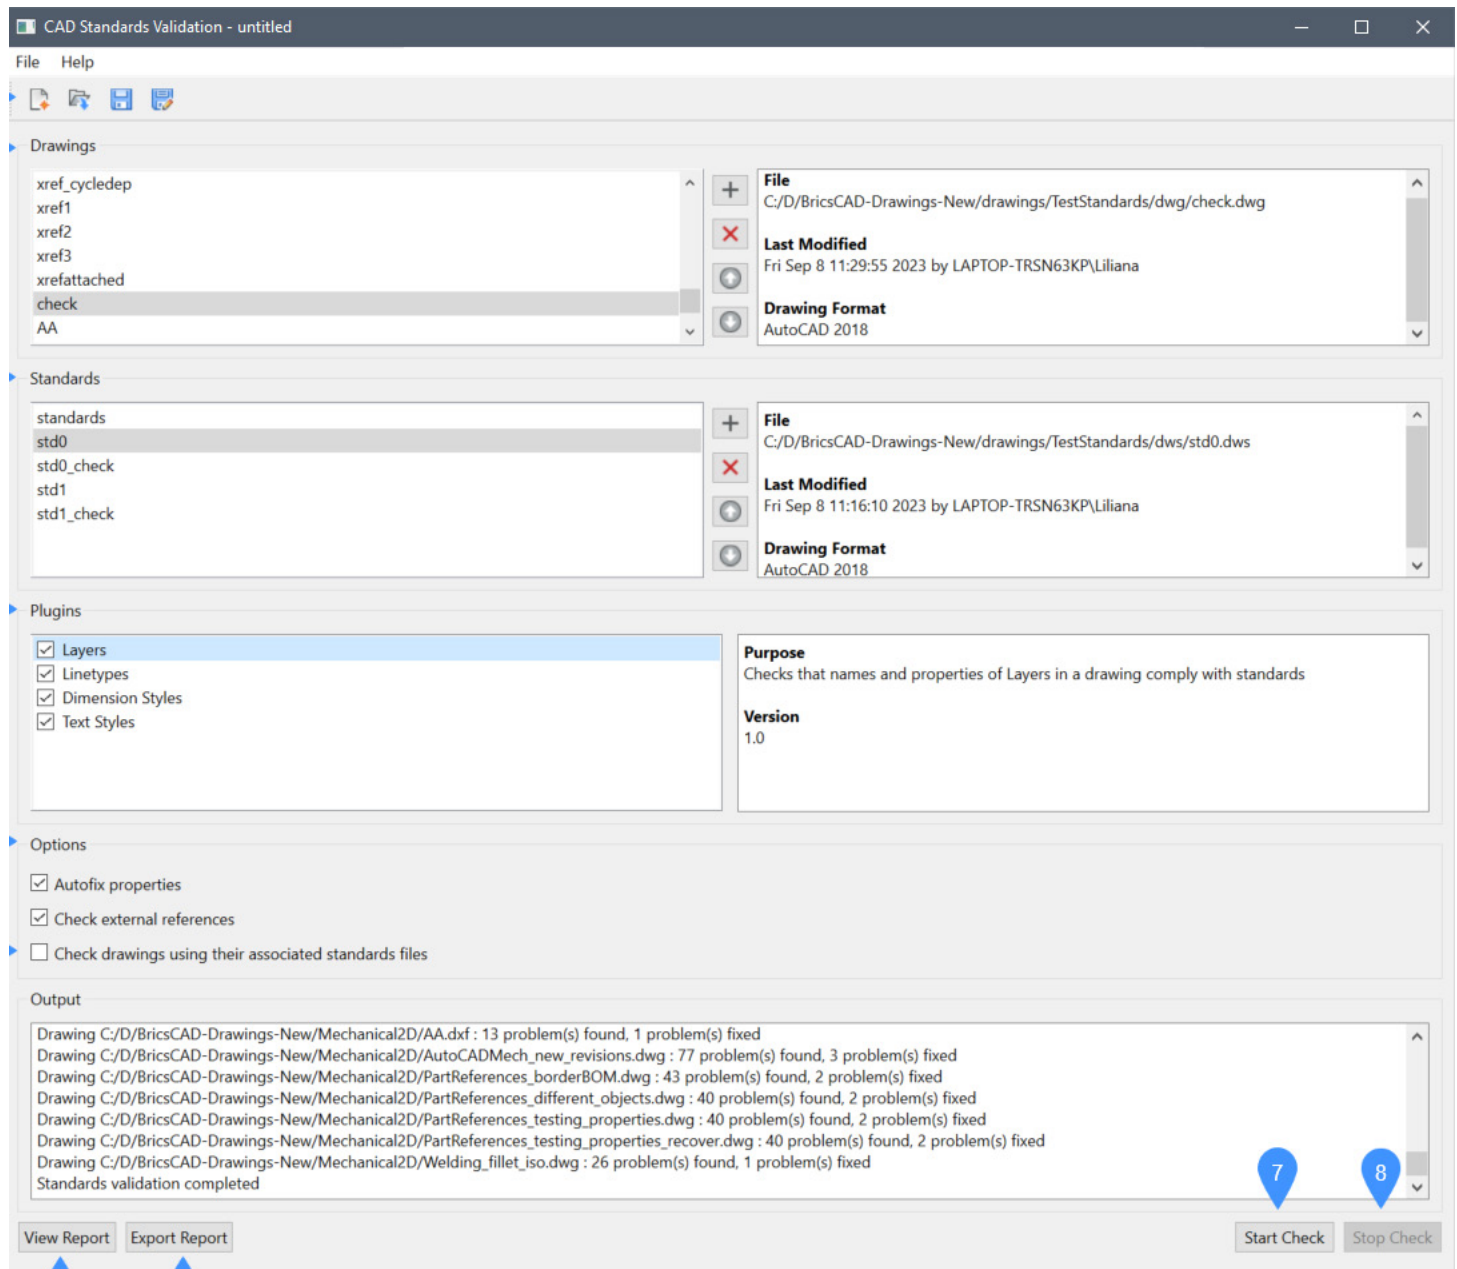 CAD Standards Validation - untitled
File Help
Drawings
xref_cycledep
xref1
xref2
xref3
xrefattached
check
AA
File
C:/D/BricsCAD-Drawings-New/drawings/TestStandards/dwg/check.dwg
Last Modified
Fri Sep 8 11:29:55 2023 by LAPTOP-TRSN63KP\Liliana
Drawing Format
AutoCAD 2018
Standards
standards
std0
std0_check
std1
std1_check
File
C:/D/BricsCAD-Drawings-New/drawings/TestStandards/dws/std0.dws
Last Modified
Fri Sep 8 11:16:10 2023 by LAPTOP-TRSN63KP\Liliana
Drawing Format
AutoCAD 2018
Plugins
Layers
Linetypes
Dimension Styles
Text Styles
Purpose
Checks that names and properties of Layers in a drawing comply with standards
Version
1.0
Options
Autofix properties
Check external references
Check drawings using their associated standards files
Output
Drawing C:/D/BricsCAD-Drawings-New/Mechanical2D/AA.dxf : 13 problem(s) found, 1 problem(s) fixed
Drawing C:/D/BricsCAD-Drawings-New/Mechanical2D/AutoCADMech_new_revisions.dwg : 77 problem(s) found, 3 problem(s) fixed
Drawing C:/D/BricsCAD-Drawings-New/Mechanical2D/PartReferences_borderBOM.dwg : 43 problem(s) found, 2 problem(s) fixed
Drawing C:/D/BricsCAD-Drawings-New/Mechanical2D/PartReferences_different_objects.dwg : 40 problem(s) found, 2 problem(s) fixed
Drawing C:/D/BricsCAD-Drawings-New/Mechanical2D/PartReferences_testing_properties.dwg : 40 problem(s) found, 2 problem(s) fixed
Drawing C:/D/BricsCAD-Drawings-New/Mechanical2D/PartReferences_testing_properties_recover.dwg : 40 problem(s) found, 2 problem(s) fixed
Drawing C:/D/BricsCAD-Drawings-New/Mechanical2D/Welding_fillet_iso.dwg : 26 problem(s) found, 1 problem(s) fixed
Standards validation completed
7 8
View Report Export Report Start Check Stop Check